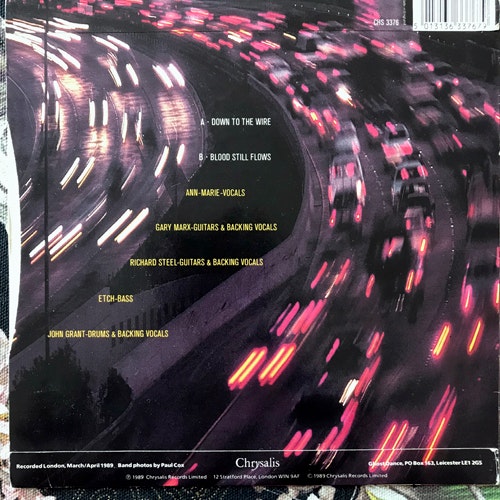 CHS 3376
5 013136 337679
A - DOWN TO THE WIRE
B - BLOOD STILL FLOWS
ANN-MARIE-VOCALS
GARY MARX-GUITARS & BACKING VOCALS
RICHARD STEEL-GUITARS & BACKING VOCALS
ETCH-BASS
JOHN GRANT-DRUMS & BACKING VOCALS
Recorded London, March/April 1989. Band photos by Paul Cox
Chrysalis
Ghost Dance, PO Box 163, Leicester LE1 2GS
℗ 1989 Chrysalis Records Limited 12 Stratford Place, London W1N 9AF © 1989 Chrysalis Records Limited